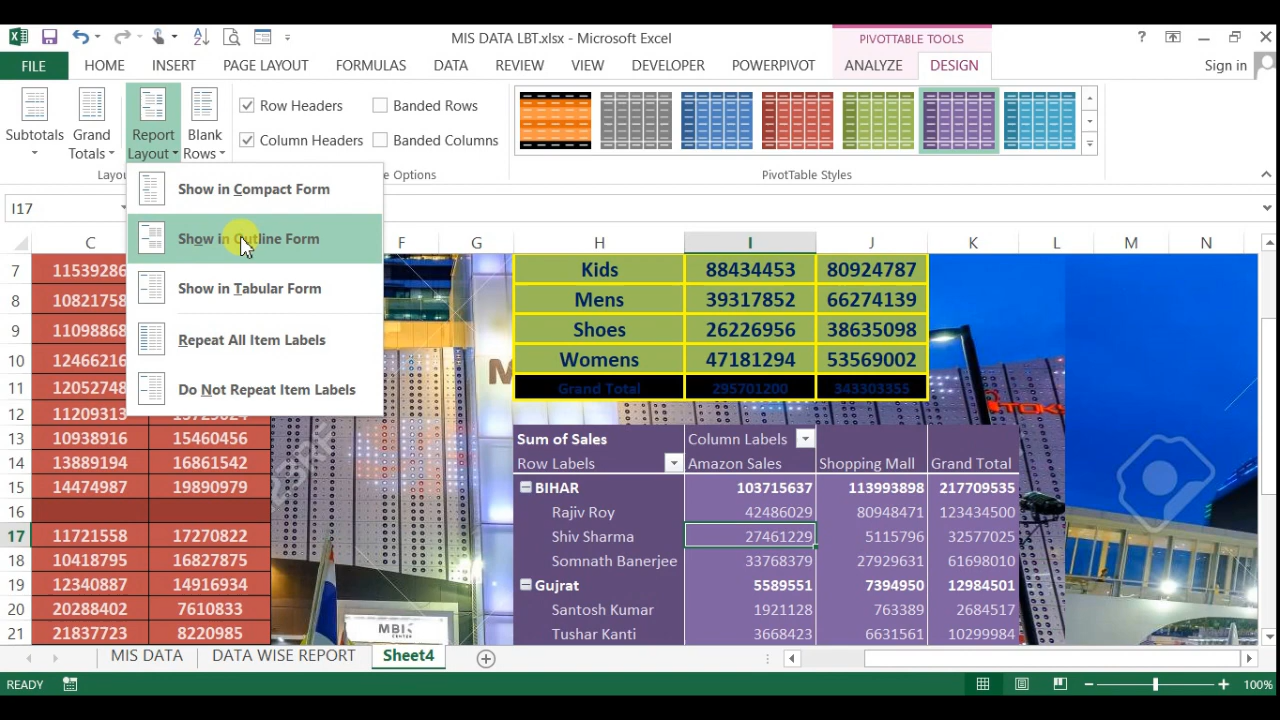 MIS DATA LBT.xlsx - Microsoft Excel
PIVOTTABLE TOOLS
?
FILE HOME INSERT PAGE LAYOUT FORMULAS DATA REVIEW VIEW DEVELOPER POWERPIVOT ANALYZE DESIGN Sign in
Subtotals
Grand Totals
Report Layout
Blank Rows
Row Headers
Banded Rows
Column Headers
Banded Columns
PivotTable Styles
I17
Show in Compact Form
Show in Outline Form
Show in Tabular Form
Repeat All Item Labels
Do Not Repeat Item Labels
C F G H I J K L M N
7 11539286 Kids 88434453 80924787
8 10821758 Mens 39317852 66274139
9 11098868 Shoes 26226956 38635098
10 12466216 Womens 47181294 53569002
11 12052748 Grand Total 295701200 343303355
12 11209313
13 10938916 15460456 Sum of Sales Column Labels
14 13889194 16861542 Row Labels Amazon Sales Shopping Mall Grand Total
15 14474987 19890979 BIHAR 103715637 113993898 217709535
16 Rajiv Roy 42486029 80948471 123434500
17 11721558 17270822 Shiv Sharma 27461229 5115796 32577025
18 10418795 16827875 Somnath Banerjee 33768379 27929631 61698010
19 12340887 14916934 Gujrat 5589551 7394950 12984501
20 20288402 7610833 Santosh Kumar 1921128 763389 2684517
21 21837723 8220985 Tushar Kanti 3668423 6631561 10299984
MBK CENTER
MIS DATA DATA WISE REPORT Sheet4
READY
100%